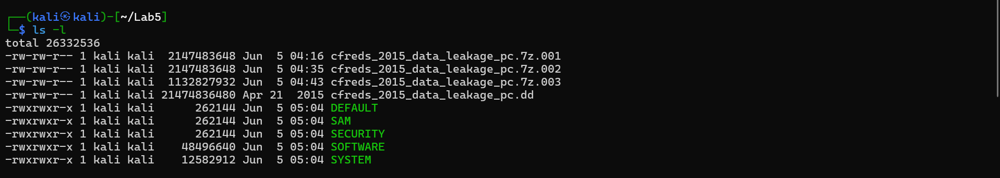 ┌──(kali㉿kali)-[~/Lab5]
└─$ ls -l
total 26332536
-rw-rw-r-- 1 kali kali  2147483648 Jun  5 04:16 cfreds_2015_data_leakage_pc.7z.001
-rw-rw-r-- 1 kali kali  2147483648 Jun  5 04:35 cfreds_2015_data_leakage_pc.7z.002
-rw-rw-r-- 1 kali kali  1132827932 Jun  5 04:43 cfreds_2015_data_leakage_pc.7z.003
-rw-rw-r-- 1 kali kali 21474836480 Apr 21  2015 cfreds_2015_data_leakage_pc.dd
-rwxrwxr-x 1 kali kali      262144 Jun  5 05:04 DEFAULT
-rwxrwxr-x 1 kali kali      262144 Jun  5 05:04 SAM
-rwxrwxr-x 1 kali kali      262144 Jun  5 05:04 SECURITY
-rwxrwxr-x 1 kali kali    48496640 Jun  5 05:04 SOFTWARE
-rwxrwxr-x 1 kali kali    12582912 Jun  5 05:04 SYSTEM